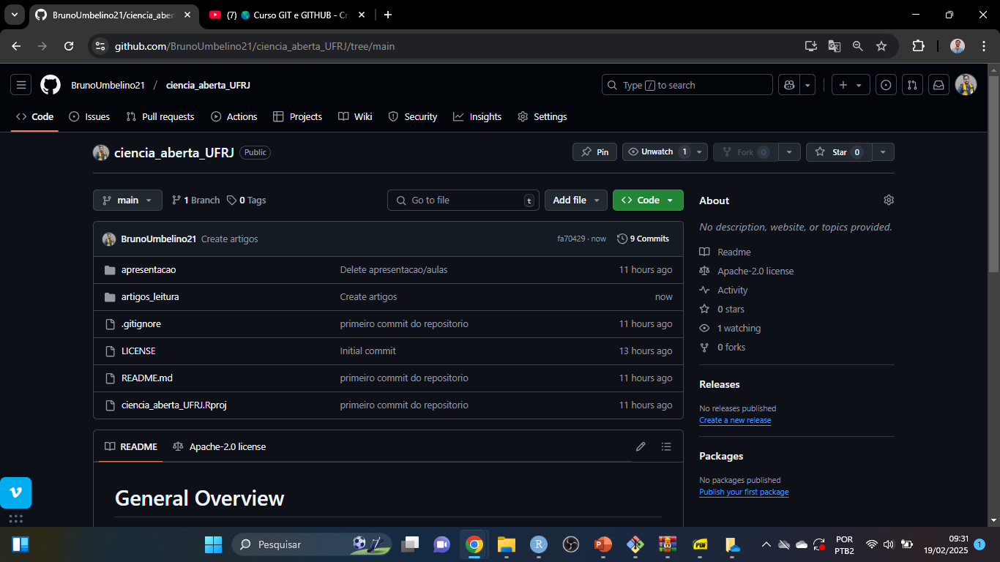 BrunoUmbelino21/ciencia_aber
(7) Curso GIT e GITHUB - Cr
github.com/BrunoUmbelino21/ciencia_aberta_UFRJ/tree/main
BrunoUmbelino21 / ciencia_aberta_UFRJ
Type / to search
Code Issues Pull requests Actions Projects Wiki Security Insights Settings
ciencia_aberta_UFRJ Public
Pin Unwatch 1 Fork 0 Star 0
main 1 Branch 0 Tags Go to file t Add file Code
BrunoUmbelino21 Create artigos fa70429 · now 9 Commits
apresentacao Delete apresentacao/aulas 11 hours ago
artigos_leitura Create artigos now
.gitignore primeiro commit do repositorio 11 hours ago
LICENSE Initial commit 13 hours ago
README.md primeiro commit do repositorio 11 hours ago
ciencia_aberta_UFRJ.Rproj primeiro commit do repositorio 11 hours ago
README Apache-2.0 license
General Overview
About
No description, website, or topics provided.
Readme
Apache-2.0 license
Activity
0 stars
1 watching
0 forks
Releases
No releases published
Create a new release
Packages
No packages published
Publish your first package
Pesquisar
R
P
PDF
POR
PTB2
09:31
19/02/2025
1